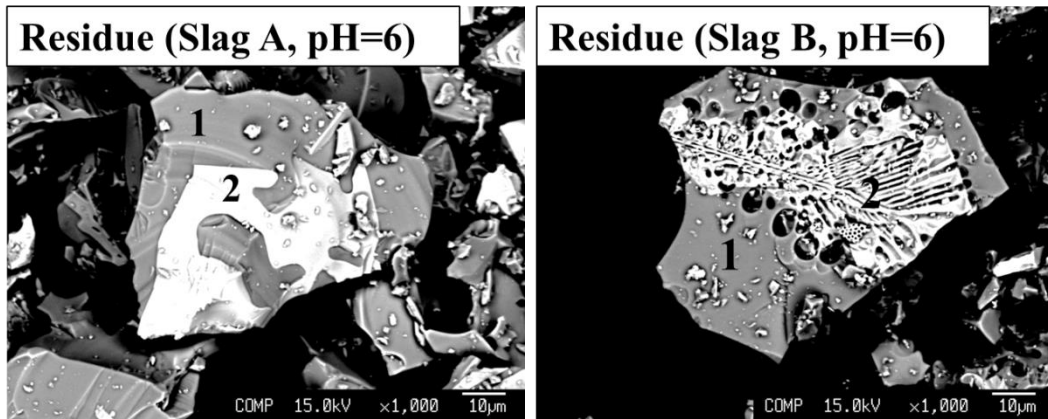 Residue (Slag A, pH=6)
1
2
COMP 15.0kV ×1,000 10μm
Residue (Slag B, pH=6)
2
1
COMP 15.0kV ×1,000 10μm